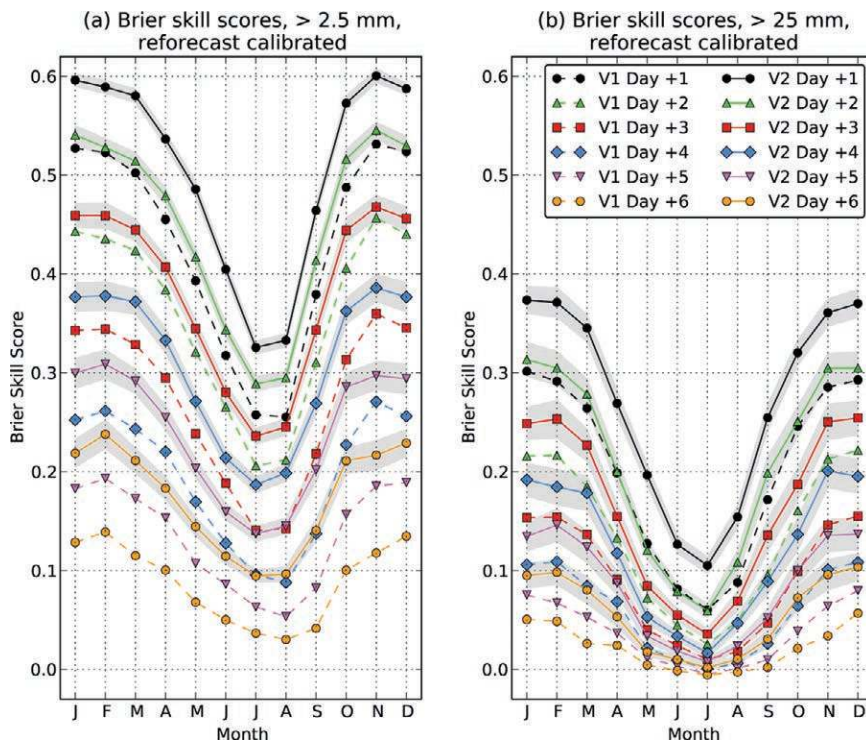 (a) Brier skill scores, > 2.5 mm,
reforecast calibrated
(b) Brier skill scores, > 25 mm,
reforecast calibrated
Brier Skill Score
0.6
0.5
0.4
0.3
0.2
0.1
0.0
J F M A M J J A S O N D
Month
Brier Skill Score
0.6
0.5
0.4
0.3
0.2
0.1
0.0
V1 Day +1 V2 Day +1
V1 Day +2 V2 Day +2
V1 Day +3 V2 Day +3
V1 Day +4 V2 Day +4
V1 Day +5 V2 Day +5
V1 Day +6 V2 Day +6
J F M A M J J A S O N D
Month